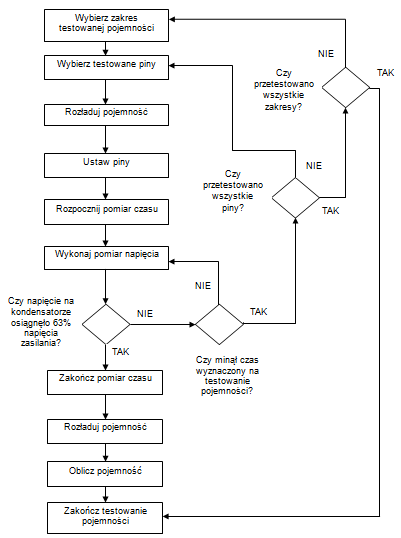 Wybierz zakres
testowanej pojemności
Wybierz testowane piny
Rozładuj pojemność
Ustaw piny
Rozpocznij pomiar czasu
Wykonaj pomiar napięcia
Czy napięcie na
kondensatorze
osiągnęło 63%
napięcia
zasilania?
NIE
TAK
Czy minął czas
wyznaczony na
testowanie
pojemności?
NIE
TAK
Czy
przetestowano
wszystkie
piny?
NIE
TAK
Czy
przetestowano
wszystkie
zakresy?
NIE
TAK
Zakończ pomiar czasu
Rozładuj pojemność
Oblicz pojemność
Zakończ testowanie
pojemności